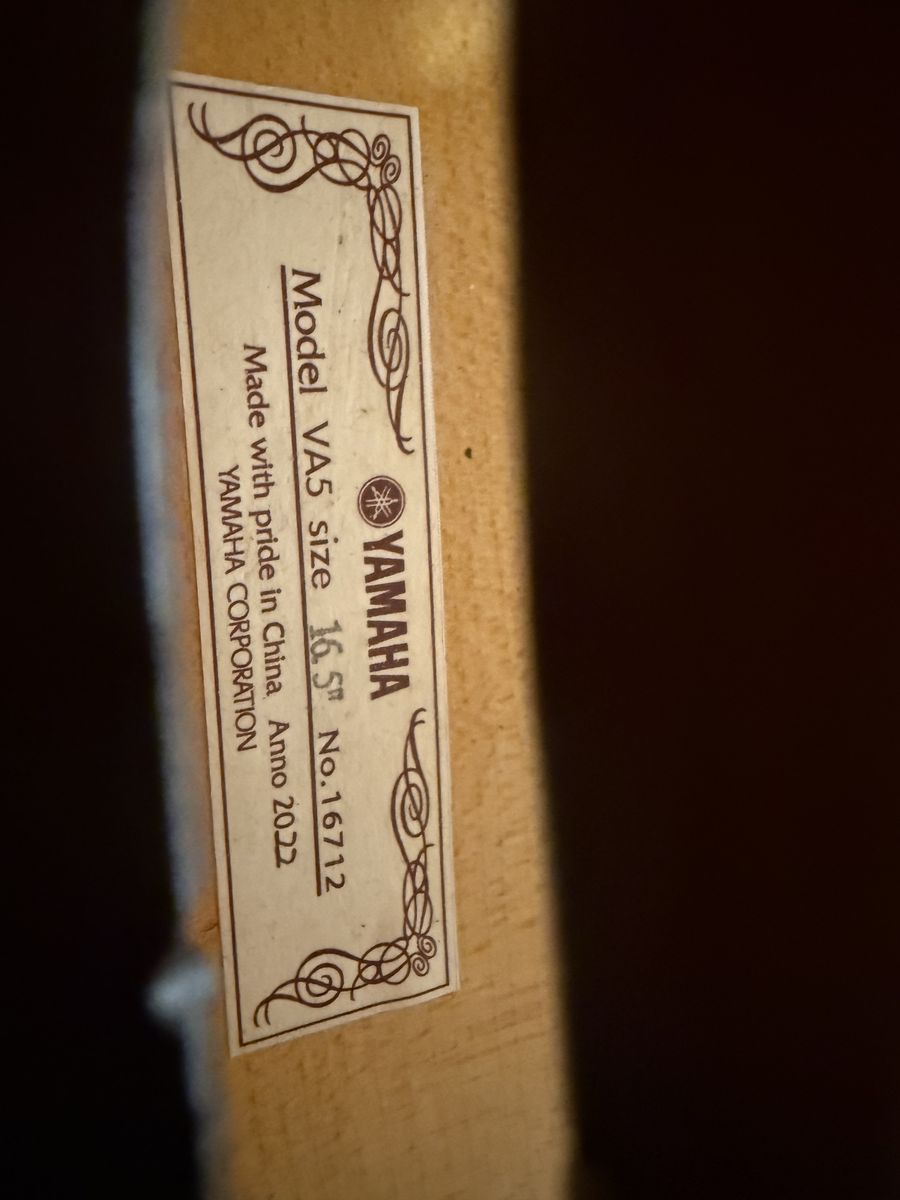 YAMAHA
Model VA5 size 16.5" No.16712
Made with pride in China Anno 2022
YAMAHA CORPORATION